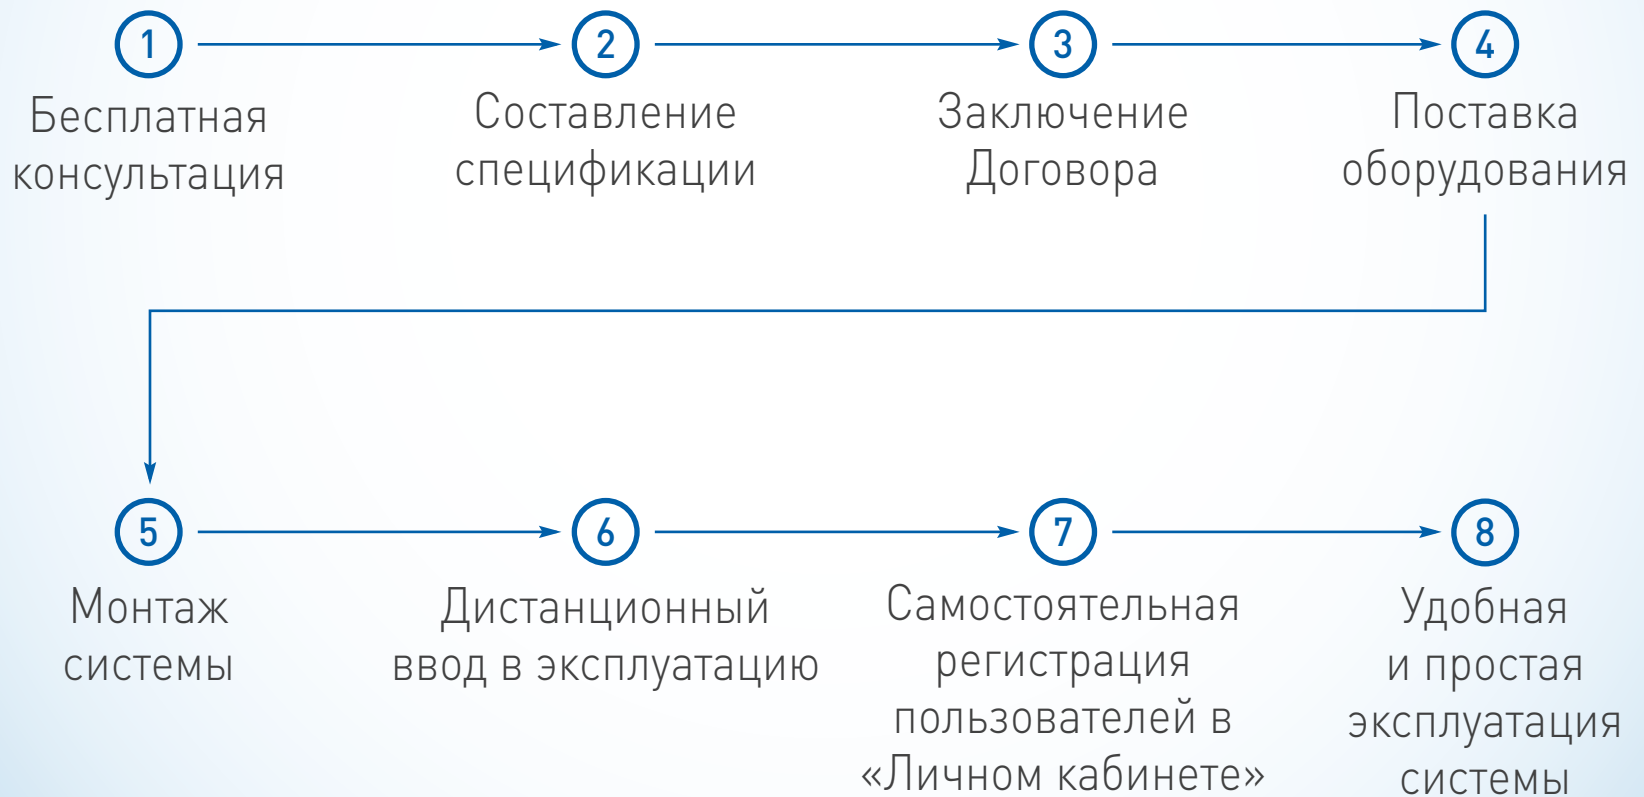 1
Бесплатная
консультация
2
Составление
спецификации
3
Заключение
Договора
4
Поставка
оборудования
5
Монтаж
системы
6
Дистанционный
ввод в эксплуатацию
7
Самостоятельная
регистрация
пользователей в
«Личном кабинете»
8
Удобная
и простая
эксплуатация
системы